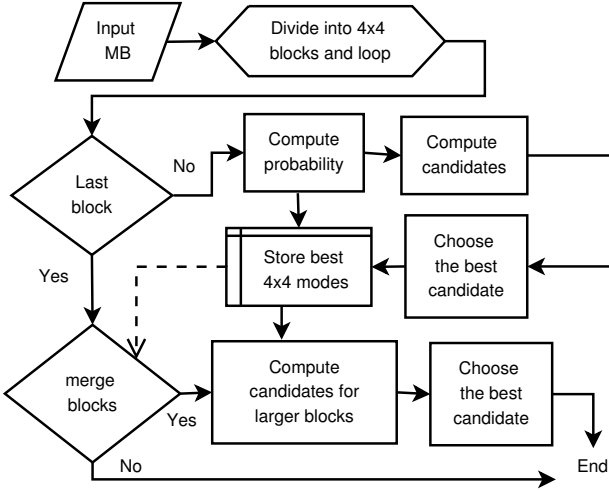 Input
MB
Divide into 4x4
blocks and loop
Last
block
No
Compute
probability
Compute
candidates
Yes
Store best
4x4 modes
Choose
the best
candidate
merge
blocks
Yes
Compute
candidates for
larger blocks
Choose
the best
candidate
No
End